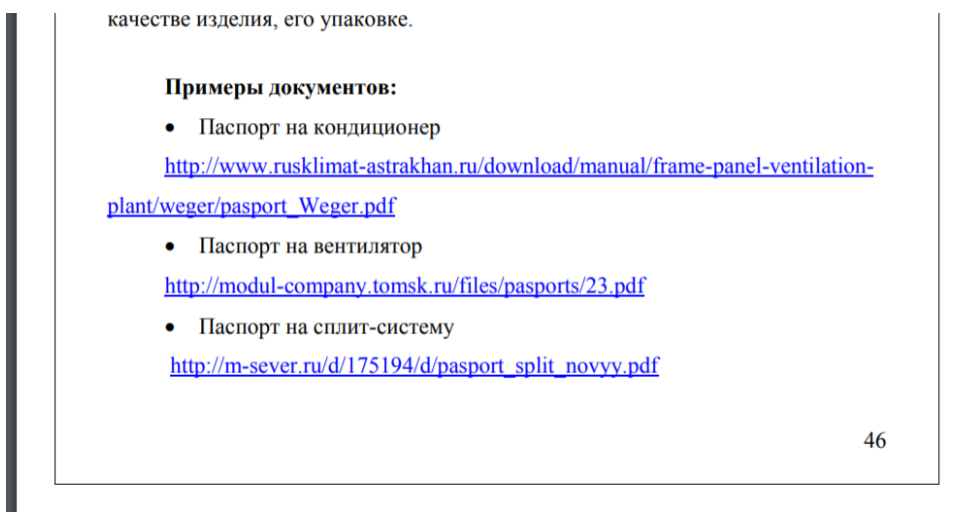 качестве изделия, его упаковке.
Примеры документов:
• Паспорт на кондиционер
http://www.rusklimat-astrakhan.ru/download/manual/frame-panel-ventilation-
plant/weger/pasport_Weger.pdf
• Паспорт на вентилятор
http://modul-company.tomsk.ru/files/pasports/23.pdf
• Паспорт на сплит-систему
http://m-sever.ru/d/175194/d/pasport_split_novyy.pdf
46